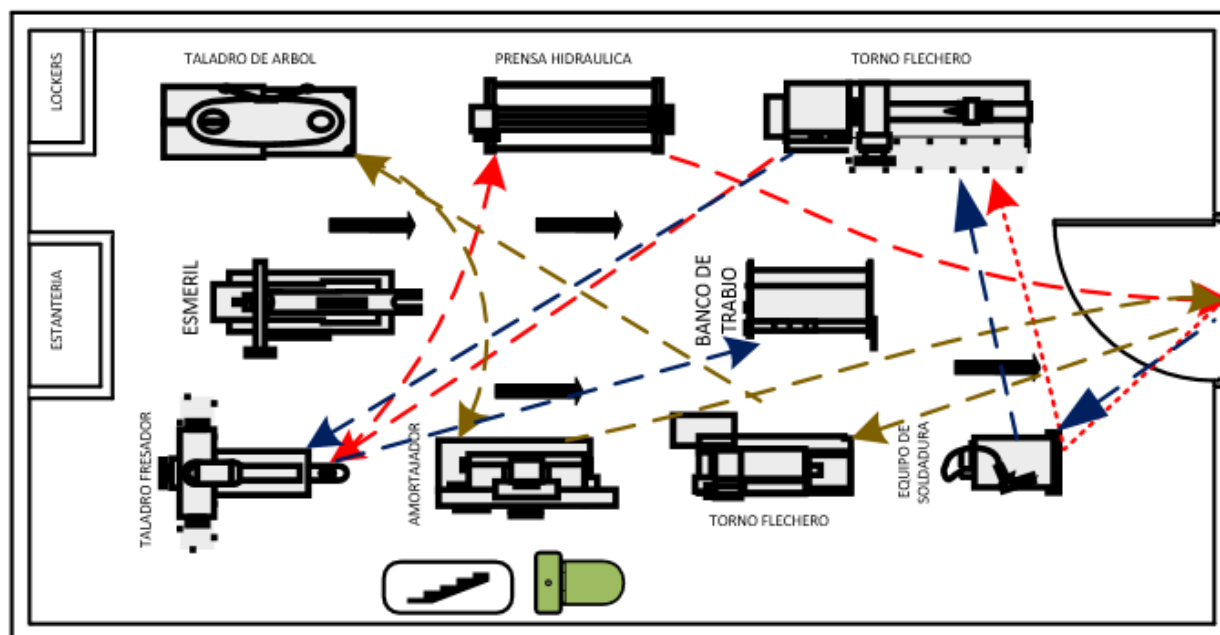 LOCKERS
TALADRO DE ARBOL
PRENSA HIDRAULICA
TORNO FLECHERO
ESTANTERIA
ESMERIL
BANCO DE
TRABJO
TALADRO FRESADOR
AMORTAJADOR
TORNO FLECHERO
EQUIPO DE
SOLDADURA